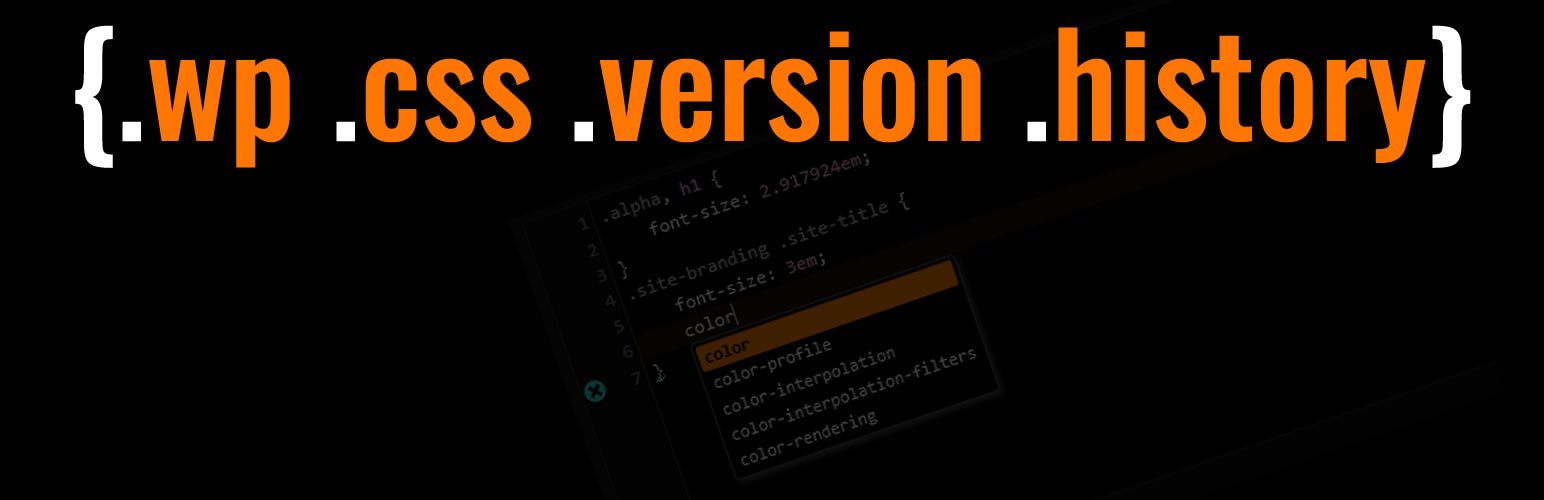 {.wp .css .version .history}
1 .alpha, h1 {
2 font-size: 2.917924em;
3 }
4 .site-branding .site-title {
5 font-size: 3em;
6 color
7 }
color
color-profile
color-interpolation
color-interpolation-filters
color-rendering